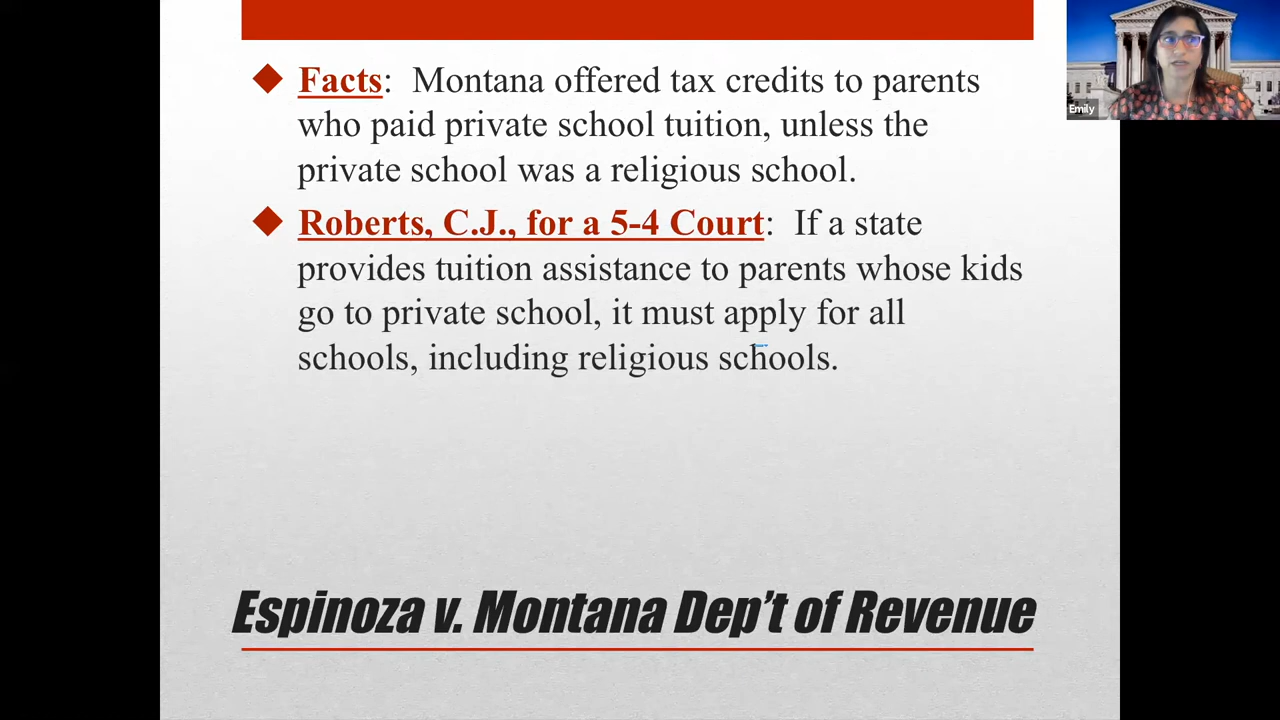 ◆ Facts: Montana offered tax credits to parents
who paid private school tuition, unless the
private school was a religious school.
◆ Roberts, C.J., for a 5-4 Court: If a state
provides tuition assistance to parents whose kids
go to private school, it must apply for all
schools, including religious schools.
Espinoza v. Montana Dep’t of Revenue
Emily